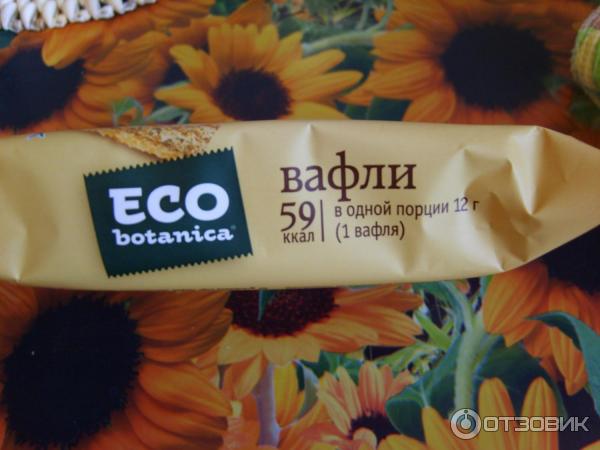 ECO
botanica®
вафли
59
ккал
в одной порции 12 г
(1 вафля)
ОТЗОВИК